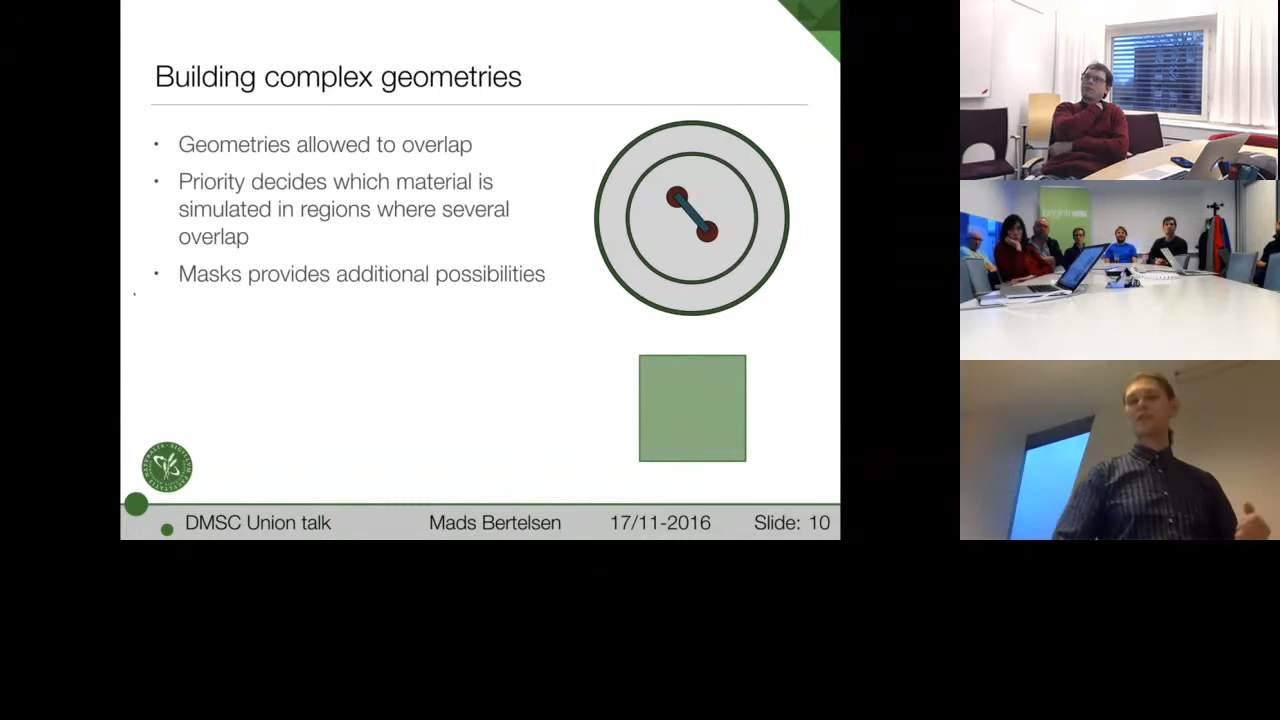 Building complex geometries
• Geometries allowed to overlap
• Priority decides which material is
simulated in regions where several
overlap
• Masks provides additional possibilities
DMSC Union talk Mads Bertelsen 17/11-2016 Slide: 10